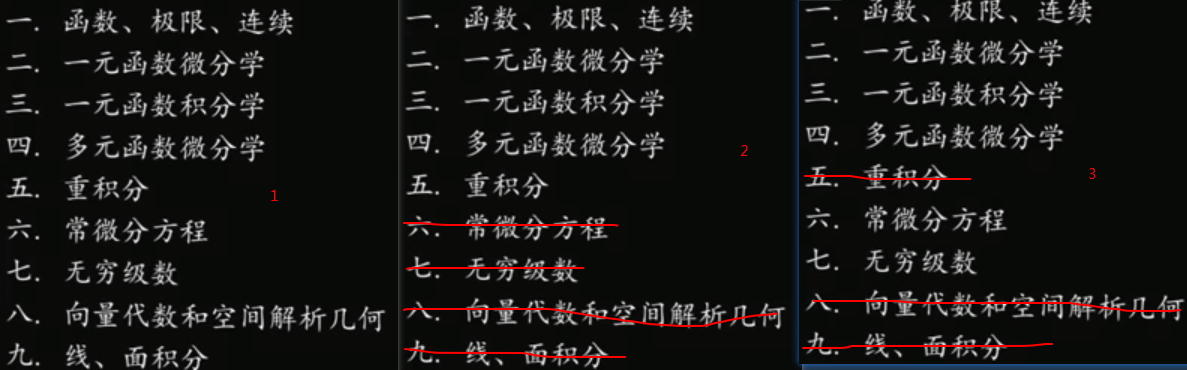 一. 函数、极限、连续
二. 一元函数微分学
三. 一元函数积分学
四. 多元函数微分学
五. 重积分
六. 常微分方程
七. 无穷级数
八. 向量代数和空间解析几何
九. 线、面积分
1
一. 函数、极限、连续
二. 一元函数微分学
三. 一元函数积分学
四. 多元函数微分学
五. 重积分
六. 常微分方程
七. 无穷级数
八. 向量代数和空间解析几何
九. 线、面积分
2
一. 函数、极限、连续
二. 一元函数微分学
三. 一元函数积分学
四. 多元函数微分学
五. 重积分
六. 常微分方程
七. 无穷级数
八. 向量代数和空间解析几何
九. 线、面积分
3